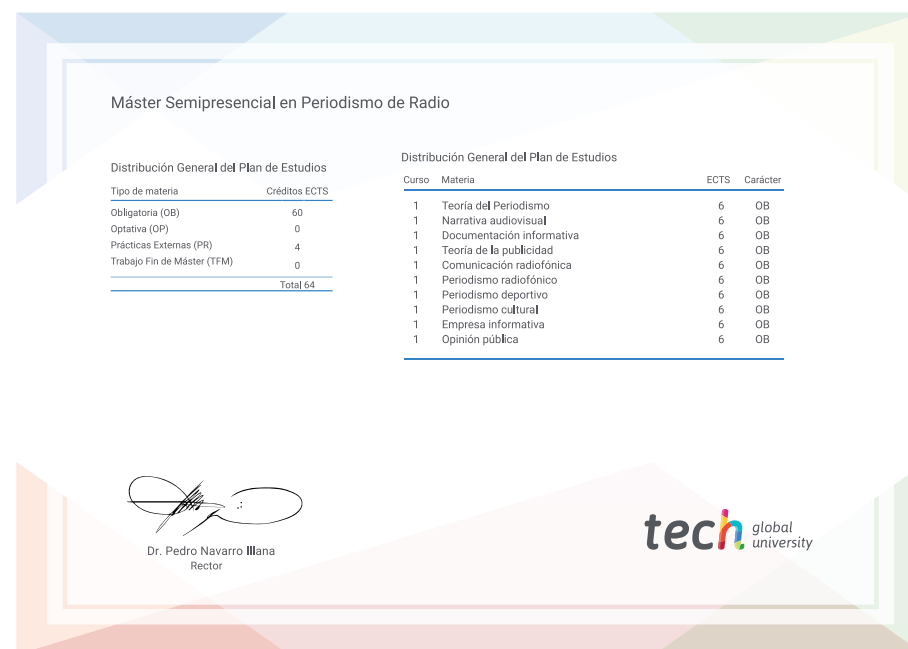 Máster Semipresencial en Periodismo de Radio
Distribución General del Plan de Estudios
Tipo de materia Créditos ECTS
Obligatoria (OB) 60
Optativa (OP) 0
Prácticas Externas (PR) 4
Trabajo Fin de Máster (TFM) 0
Total 64
Distribución General del Plan de Estudios
Curso Materia ECTS Carácter
1 Teoría del Periodismo 6 OB
1 Narrativa audiovisual 6 OB
1 Documentación informativa 6 OB
1 Teoría de la publicidad 6 OB
1 Comunicación radiofónica 6 OB
1 Periodismo radiofónico 6 OB
1 Periodismo deportivo 6 OB
1 Periodismo cultural 6 OB
1 Empresa informativa 6 OB
1 Opinión pública 6 OB
Dr. Pedro Navarro Illana
Rector
tech global
university